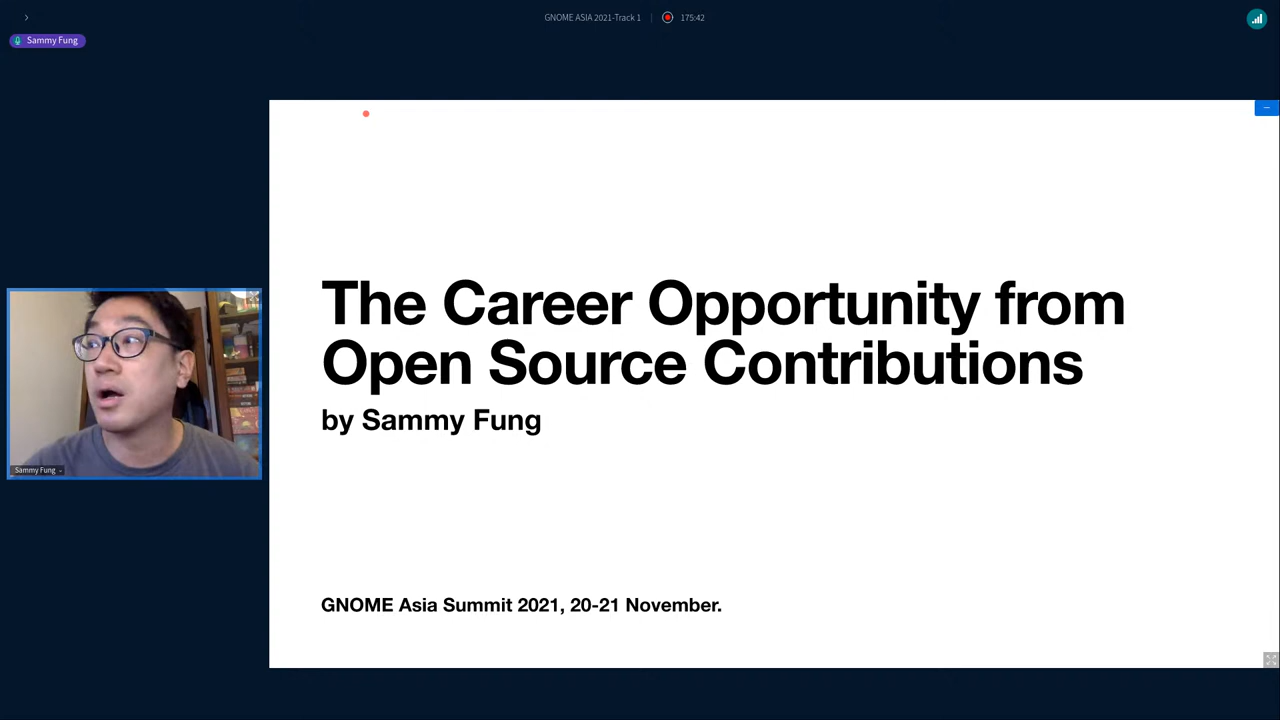 GNOME ASIA 2021-Track 1
175:42
Sammy Fung
The Career Opportunity from
Open Source Contributions
by Sammy Fung
Sammy Fung
GNOME Asia Summit 2021, 20-21 November.